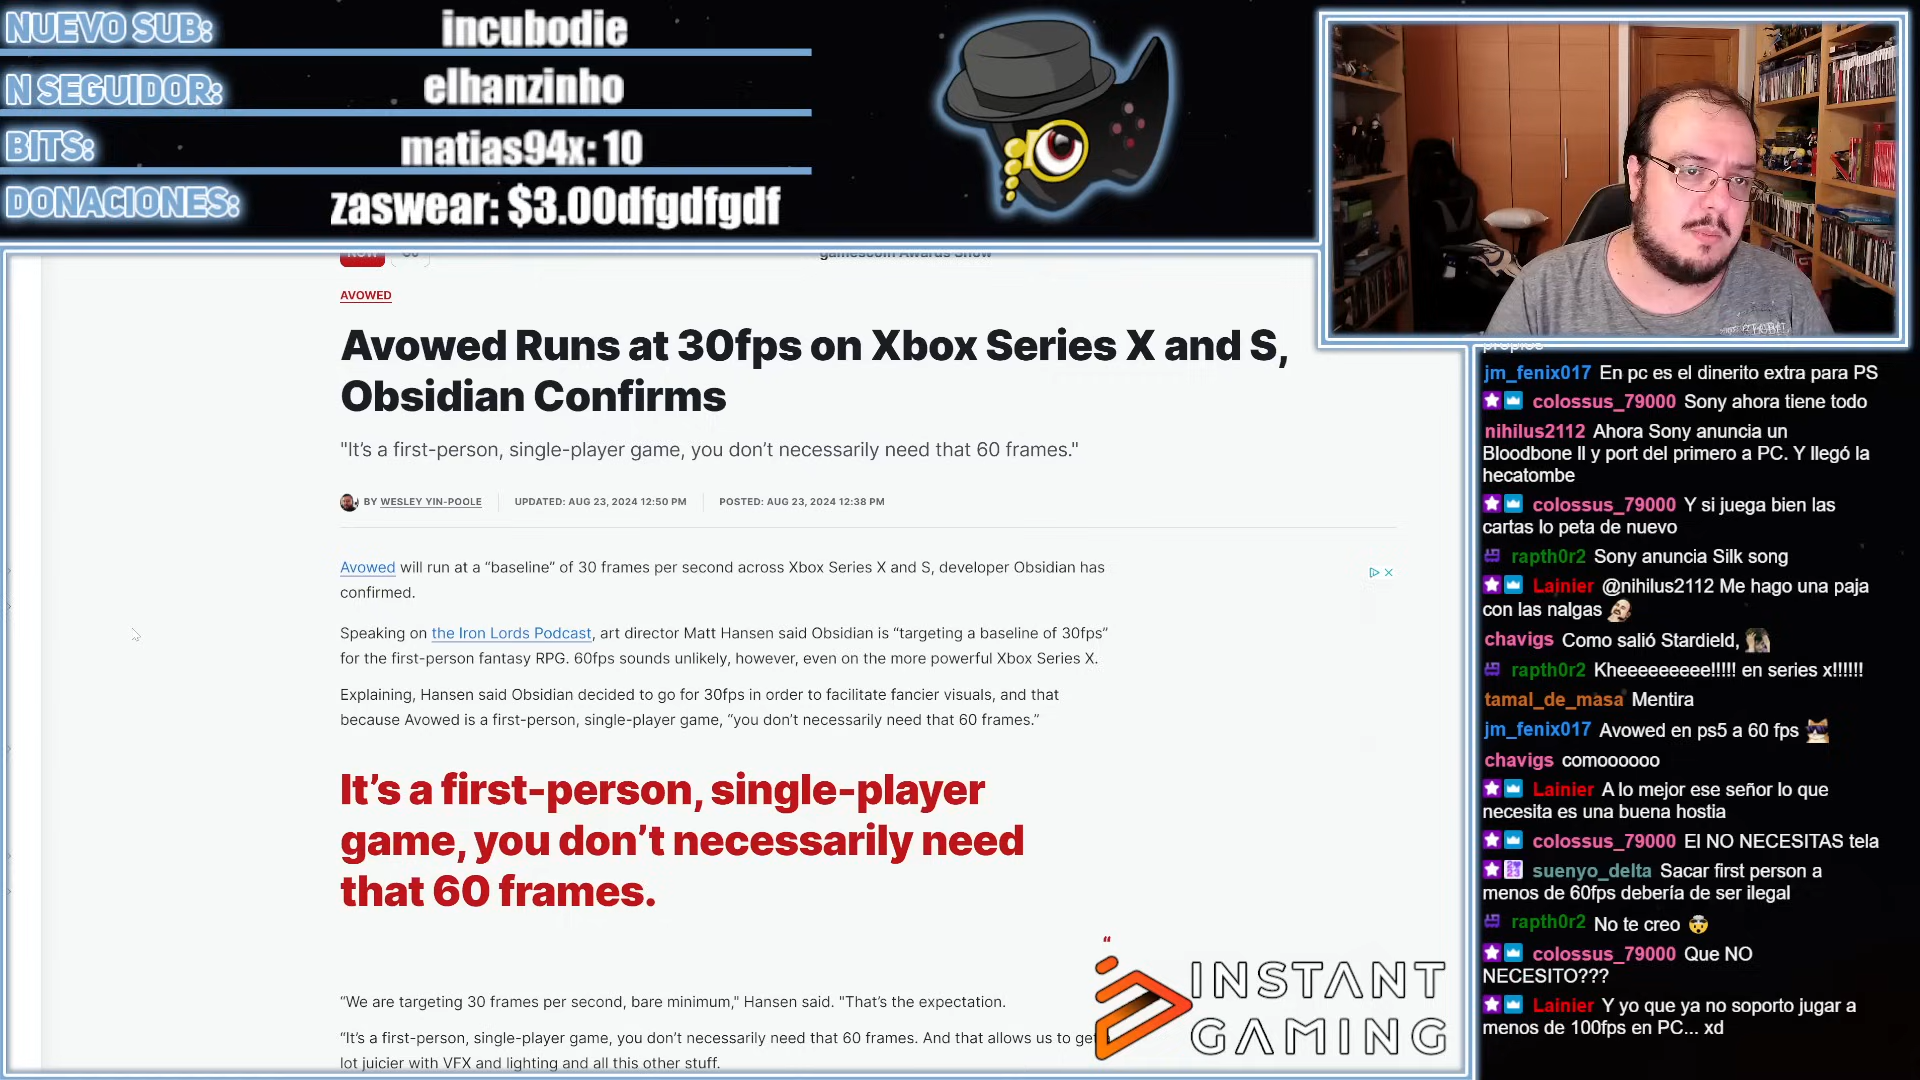 NUEVO SUB:
incubodie
N SEGUIDOR:
elhanzinho
BITS:
matias94x: 10
DONACIONES:
zaswear: $3.00dfgdfgdf
gamescom Awards Show
AVOWED
Avowed Runs at 30fps on Xbox Series X and S,
Obsidian Confirms
"It's a first-person, single-player game, you don't necessarily need that 60 frames."
BY WESLEY YIN-POOLE
UPDATED: AUG 23, 2024 12:50 PM
POSTED: AUG 23, 2024 12:38 PM
Avowed will run at a “baseline” of 30 frames per second across Xbox Series X and S, developer Obsidian has
confirmed.
Speaking on the Iron Lords Podcast, art director Matt Hansen said Obsidian is “targeting a baseline of 30fps”
for the first-person fantasy RPG. 60fps sounds unlikely, however, even on the more powerful Xbox Series X.
Explaining, Hansen said Obsidian decided to go for 30fps in order to facilitate fancier visuals, and that
because Avowed is a first-person, single-player game, “you don’t necessarily need that 60 frames.”
It’s a first-person, single-player
game, you don’t necessarily need
that 60 frames.
“
“We are targeting 30 frames per second, bare minimum," Hansen said. "That’s the expectation.
“It’s a first-person, single-player game, you don’t necessarily need that 60 frames. And that allows us to get
lot juicier with VFX and lighting and all this other stuff.
INSTANT
GAMING
propios
jm_fenix017 En pc es el dinerito extra para PS
colossus_79000 Sony ahora tiene todo
nihilus2112 Ahora Sony anuncia un
Bloodbone II y port del primero a PC. Y llegó la
hecatombe
colossus_79000 Y si juega bien las
cartas lo peta de nuevo
rapth0r2 Sony anuncia Silk song
Lainier @nihilus2112 Me hago una paja
con las nalgas
chavigs Como salió Stardield,
rapth0r2 Kheeeeeeeee!!!!! en series x!!!!!!
tamal_de_masa Mentira
jm_fenix017 Avowed en ps5 a 60 fps
chavigs comoooooo
Lainier A lo mejor ese señor lo que
necesita es una buena hostia
colossus_79000 El NO NECESITAS tela
suenyo_delta Sacar first person a
menos de 60fps debería de ser ilegal
rapth0r2 No te creo
colossus_79000 Que NO
NECESITO???
Lainier Y yo que ya no soporto jugar a
menos de 100fps en PC... xd